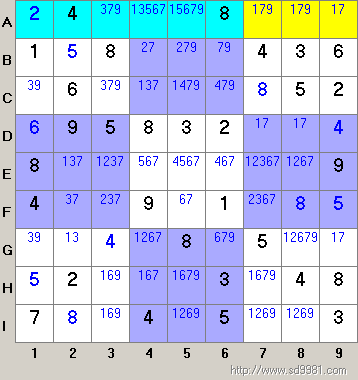 A 2 4 379 13567 15679 8 179 179 17
B 1 5 8 27 279 79 4 3 6
C 39 6 379 137 1479 479 8 5 2
D 6 9 5 8 3 2 17 17 4
E 8 137 1237 567 4567 467 12367 1267 9
F 4 37 237 9 67 1 2367 8 5
G 39 13 4 1267 8 679 5 12679 17
H 5 2 169 167 1679 3 1679 4 8
I 7 8 169 4 1269 5 1269 1269 3
1 2 3 4 5 6 7 8 9
http://www.sd9981.com